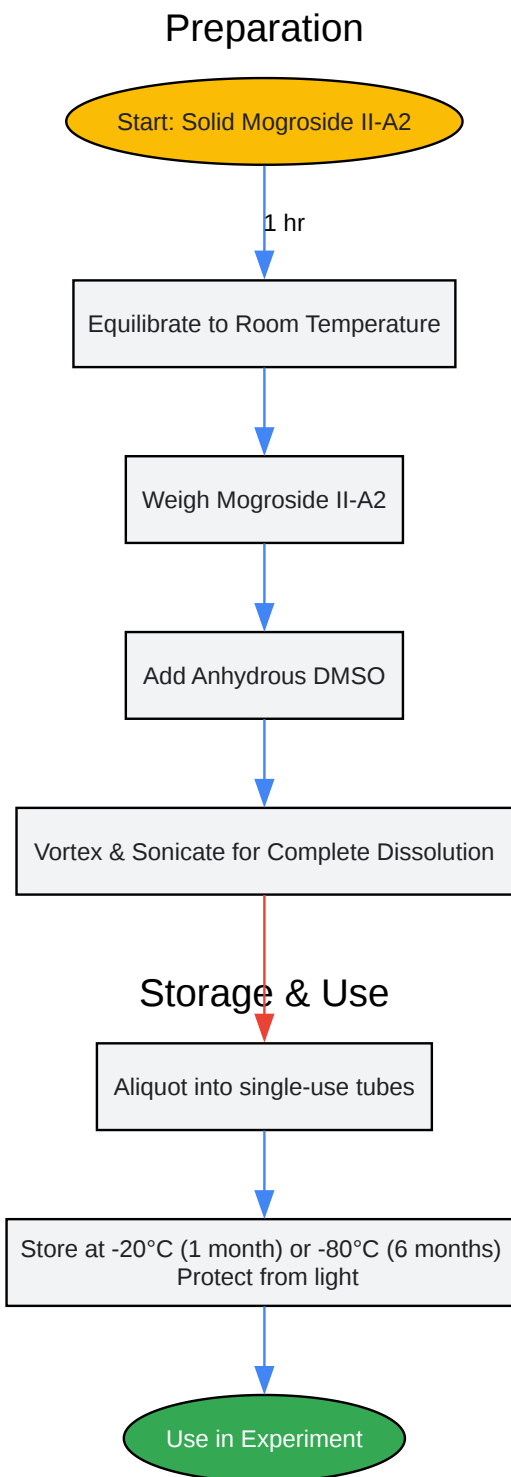 Preparation
Start: Solid Mogroside II-A2
1 hr
Equilibrate to Room Temperature
Weigh Mogroside II-A2
Add Anhydrous DMSO
Vortex & Sonicate for Complete Dissolution
Storage & Use
Aliquot into single-use tubes
Store at -20°C (1 month) or -80°C (6 months)
Protect from light
Use in Experiment